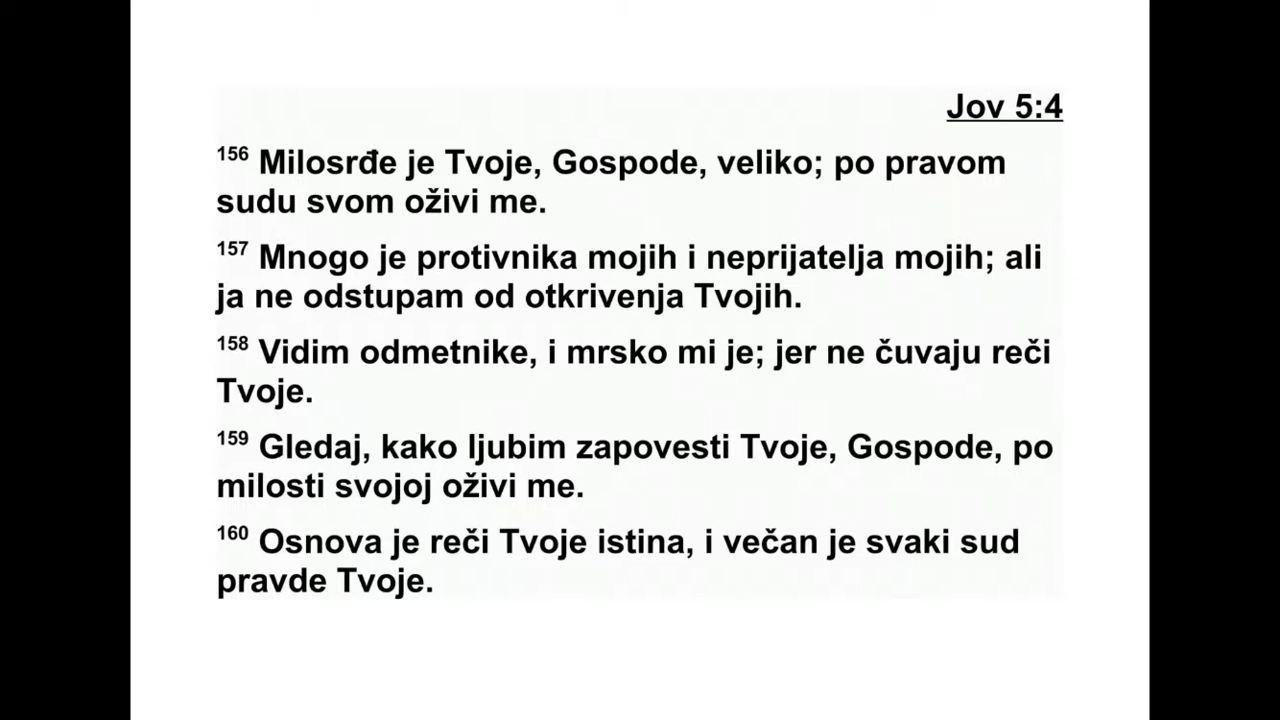 Jov 5:4
156 Milosrđe je Tvoje, Gospode, veliko; po pravom
sudu svom oživi me.
157 Mnogo je protivnika mojih i neprijatelja mojih; ali
ja ne odstupam od otkrivenja Tvojih.
158 Vidim odmetnike, i mrsko mi je; jer ne čuvaju reči
Tvoje.
159 Gledaj, kako ljubim zapovesti Tvoje, Gospode, po
milosti svojoj oživi me.
160 Osnova je reči Tvoje istina, i večan je svaki sud
pravde Tvoje.